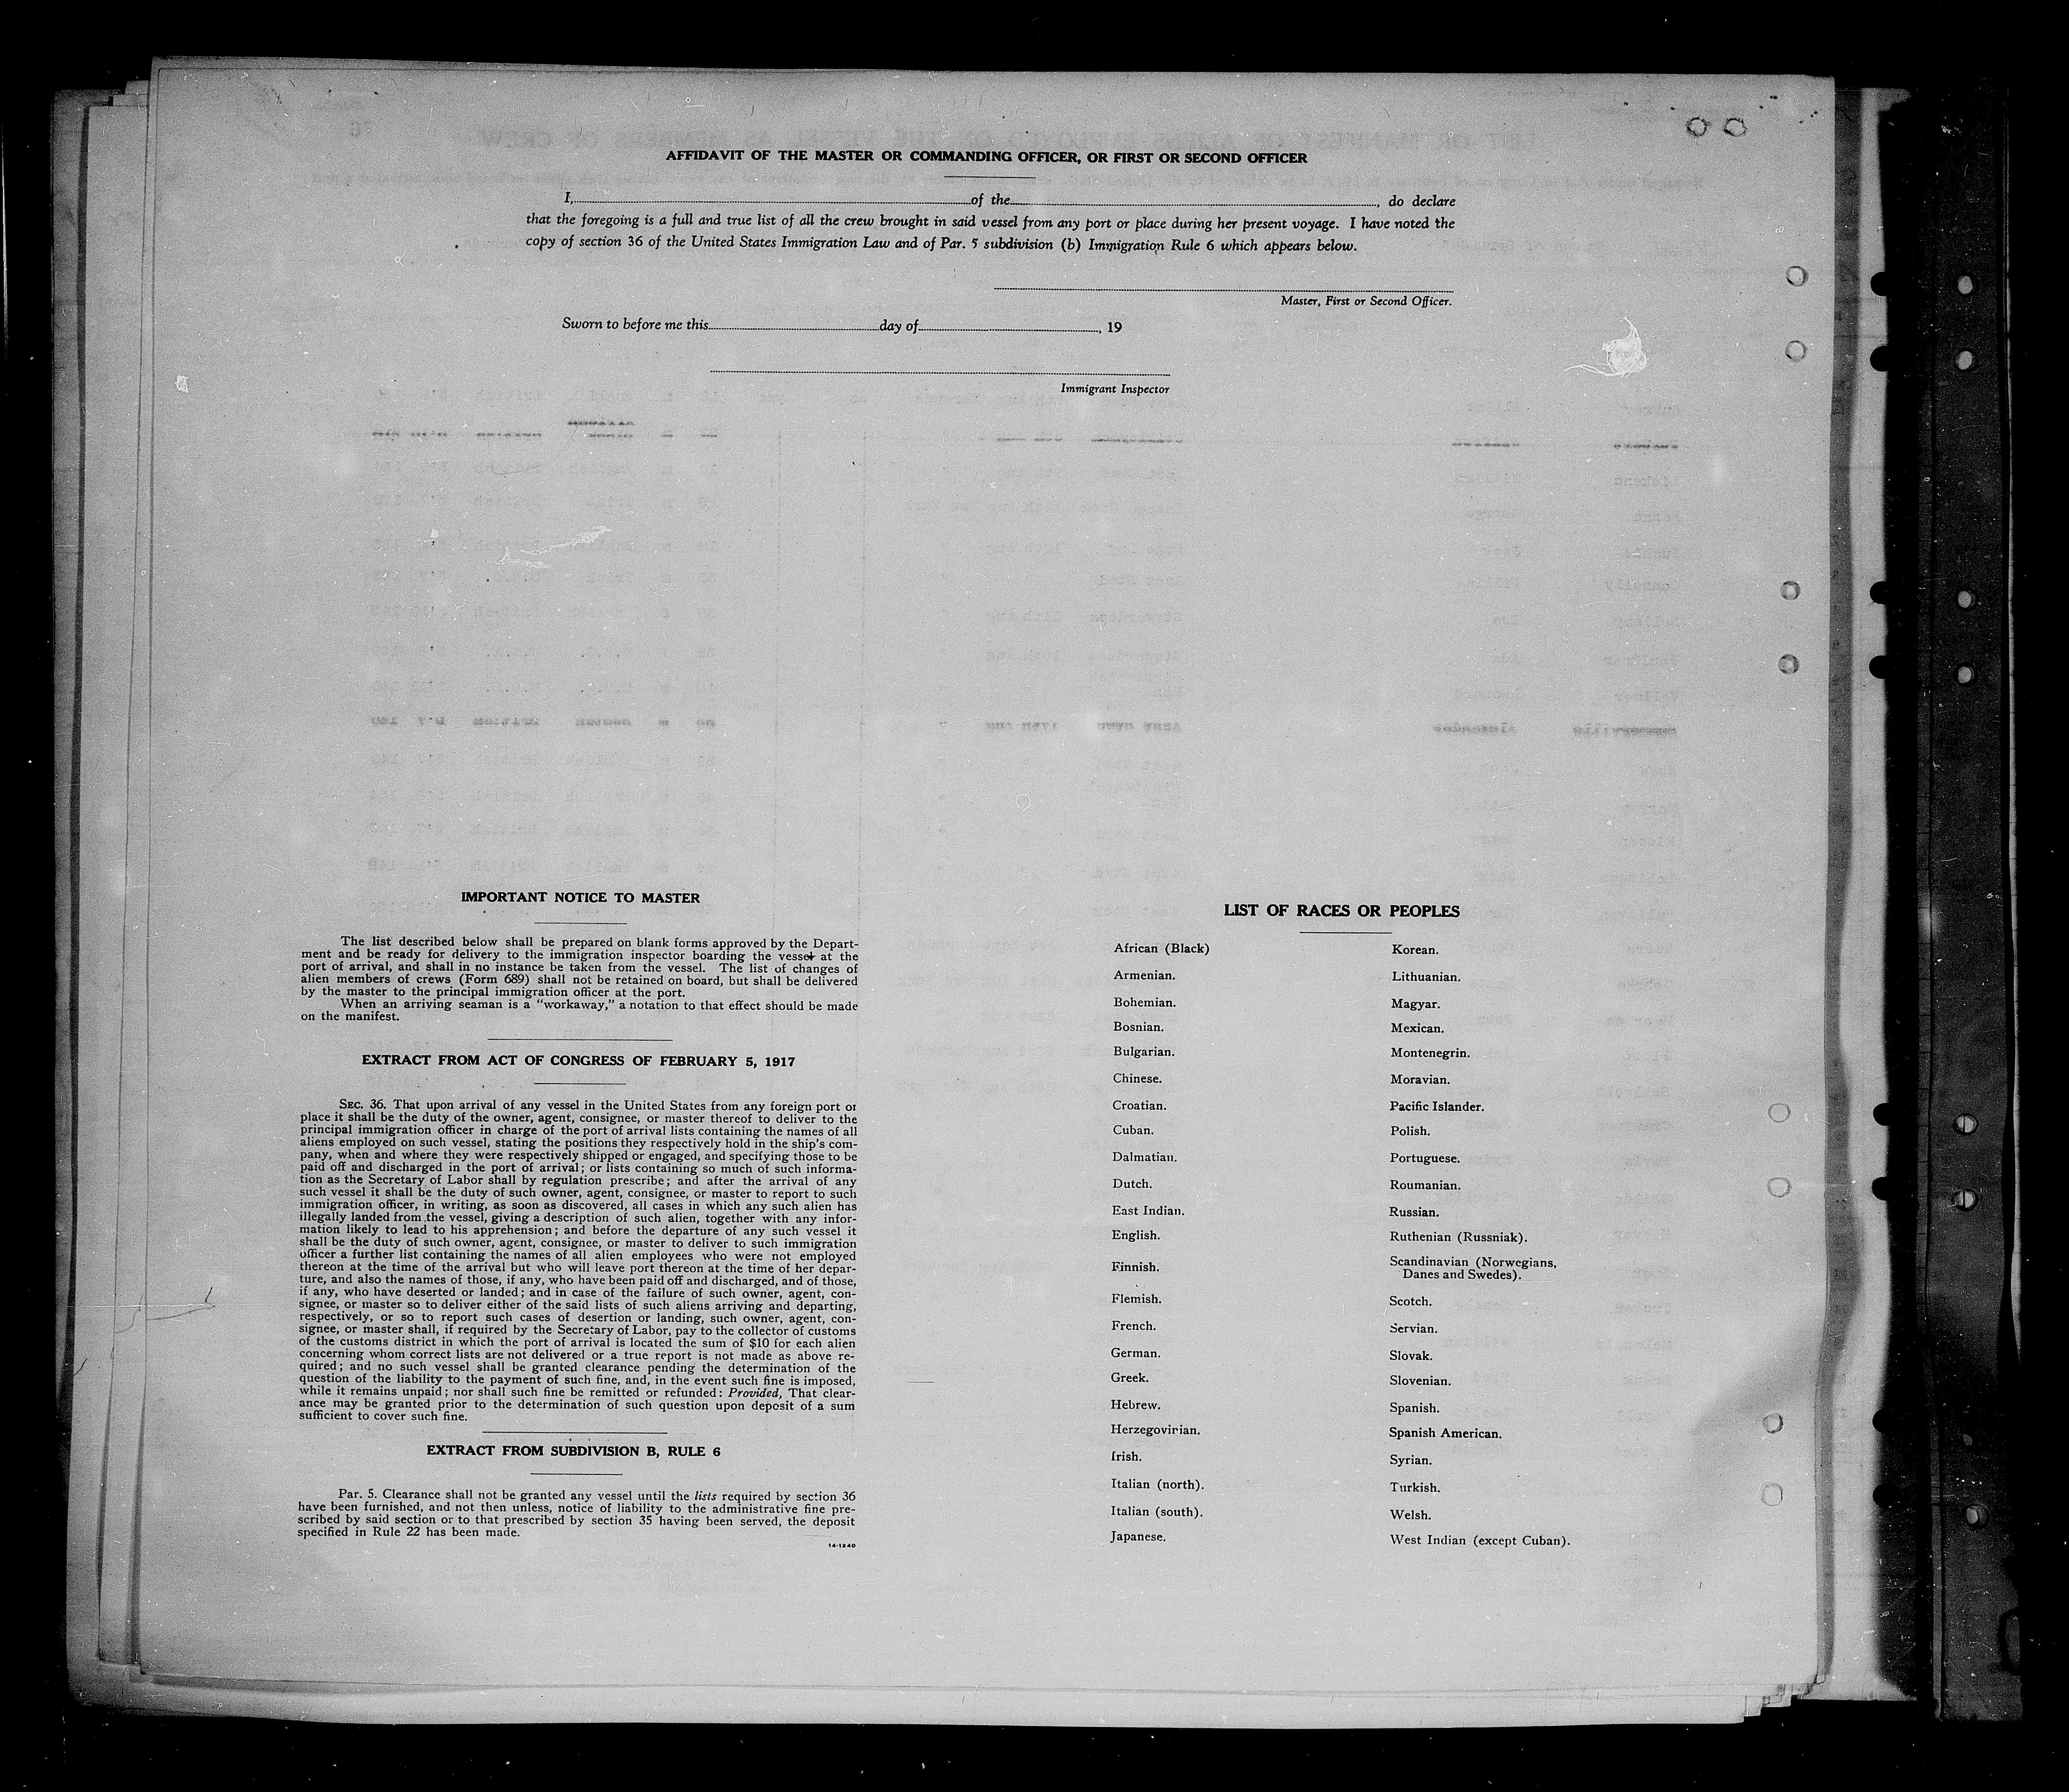 AFFIDAVIT OF THE MASTER OR COMMANDING OFFICER, OR FIRST OR SECOND OFFICER
I, of the , do declare
that the foregoing is a full and true list of all the crew brought in said vessel from any port or place during her present voyage. I have noted the
copy of section 36 of the United States Immigration Law and of Par. 5 subdivision (b) Immigration Rule 6 which appears below.
Master, First or Second Officer.
Sworn to before me this day of , 19
Immigrant Inspector
IMPORTANT NOTICE TO MASTER
The list described below shall be prepared on blank forms approved by the Depart-
ment and be ready for delivery to the immigration inspector boarding the vessel at the
port of arrival, and shall in no instance be taken from the vessel. The list of changes of
alien members of crews (Form 689) shall not be retained on board, but shall be delivered
by the master to the principal immigration officer at the port.
When an arriving seaman is a "workaway," a notation to that effect should be made
on the manifest.
EXTRACT FROM ACT OF CONGRESS OF FEBRUARY 5, 1917
SEC. 36. That upon arrival of any vessel in the United States from any foreign port or
place it shall be the duty of the owner, agent, consignee, or master thereof to deliver to the
principal immigration officer in charge of the port of arrival lists containing the names of all
aliens employed on such vessel, stating the positions they respectively hold in the ship's com-
pany, when and where they were respectively shipped or engaged, and specifying those to be
paid off and discharged in the port of arrival; or lists containing so much of such informa-
tion as the Secretary of Labor shall by regulation prescribe; and after the arrival of any
such vessel it shall be the duty of such owner, agent, consignee, or master to report to such
immigration officer, in writing, as soon as discovered, all cases in which any such alien has
illegally landed from the vessel, giving a description of such alien, together with any infor-
mation likely to lead to his apprehension; and before the departure of any such vessel it
shall be the duty of such owner, agent, consignee, or master to deliver to such immigration
officer a further list containing the names of all alien employees who were not employed
thereon at the time of the arrival but who will leave port thereon at the time of her depar-
ture, and also the names of those, if any, who have been paid off and discharged, and of those,
if any, who have deserted or landed; and in case of the failure of such owner, agent, con-
signee, or master so to deliver either of the said lists of such aliens arriving and departing,
respectively, or so to report such cases of desertion or landing, such owner, agent, con-
signee, or master shall, if required by the Secretary of Labor, pay to the collector of customs
of the customs district in which the port of arrival is located the sum of $10 for each alien
concerning whom correct lists are not delivered or a true report is not made as above re-
quired; and no such vessel shall be granted clearance pending the determination of the
question of the liability to the payment of such fine, and, in the event such fine is imposed,
while it remains unpaid; nor shall such fine be remitted or refunded: Provided, That clear-
ance may be granted prior to the determination of such question upon deposit of a sum
sufficient to cover such fine.
EXTRACT FROM SUBDIVISION B, RULE 6
Par. 5. Clearance shall not be granted any vessel until the lists required by section 36
have been furnished, and not then unless, notice of liability to the administrative fine pre-
scribed by said section or to that prescribed by section 35 having been served, the deposit
specified in Rule 22 has been made.
14-1240
LIST OF RACES OR PEOPLES
African (Black)
Armenian.
Bohemian.
Bosnian.
Bulgarian.
Chinese.
Croatian.
Cuban.
Dalmatian.
Dutch.
East Indian.
English.
Finnish.
Flemish.
French.
German.
Greek.
Hebrew.
Herzegovinian.
Irish.
Italian (north).
Italian (south).
Japanese.
Korean.
Lithuanian.
Magyar.
Mexican.
Montenegrin.
Moravian.
Pacific Islander.
Polish.
Portuguese.
Roumanian.
Russian.
Ruthenian (Russniak).
Scandinavian (Norwegians,
Danes and Swedes).
Scotch.
Servian.
Slovak.
Slovenian.
Spanish.
Spanish American.
Syrian.
Turkish.
Welsh.
West Indian (except Cuban).